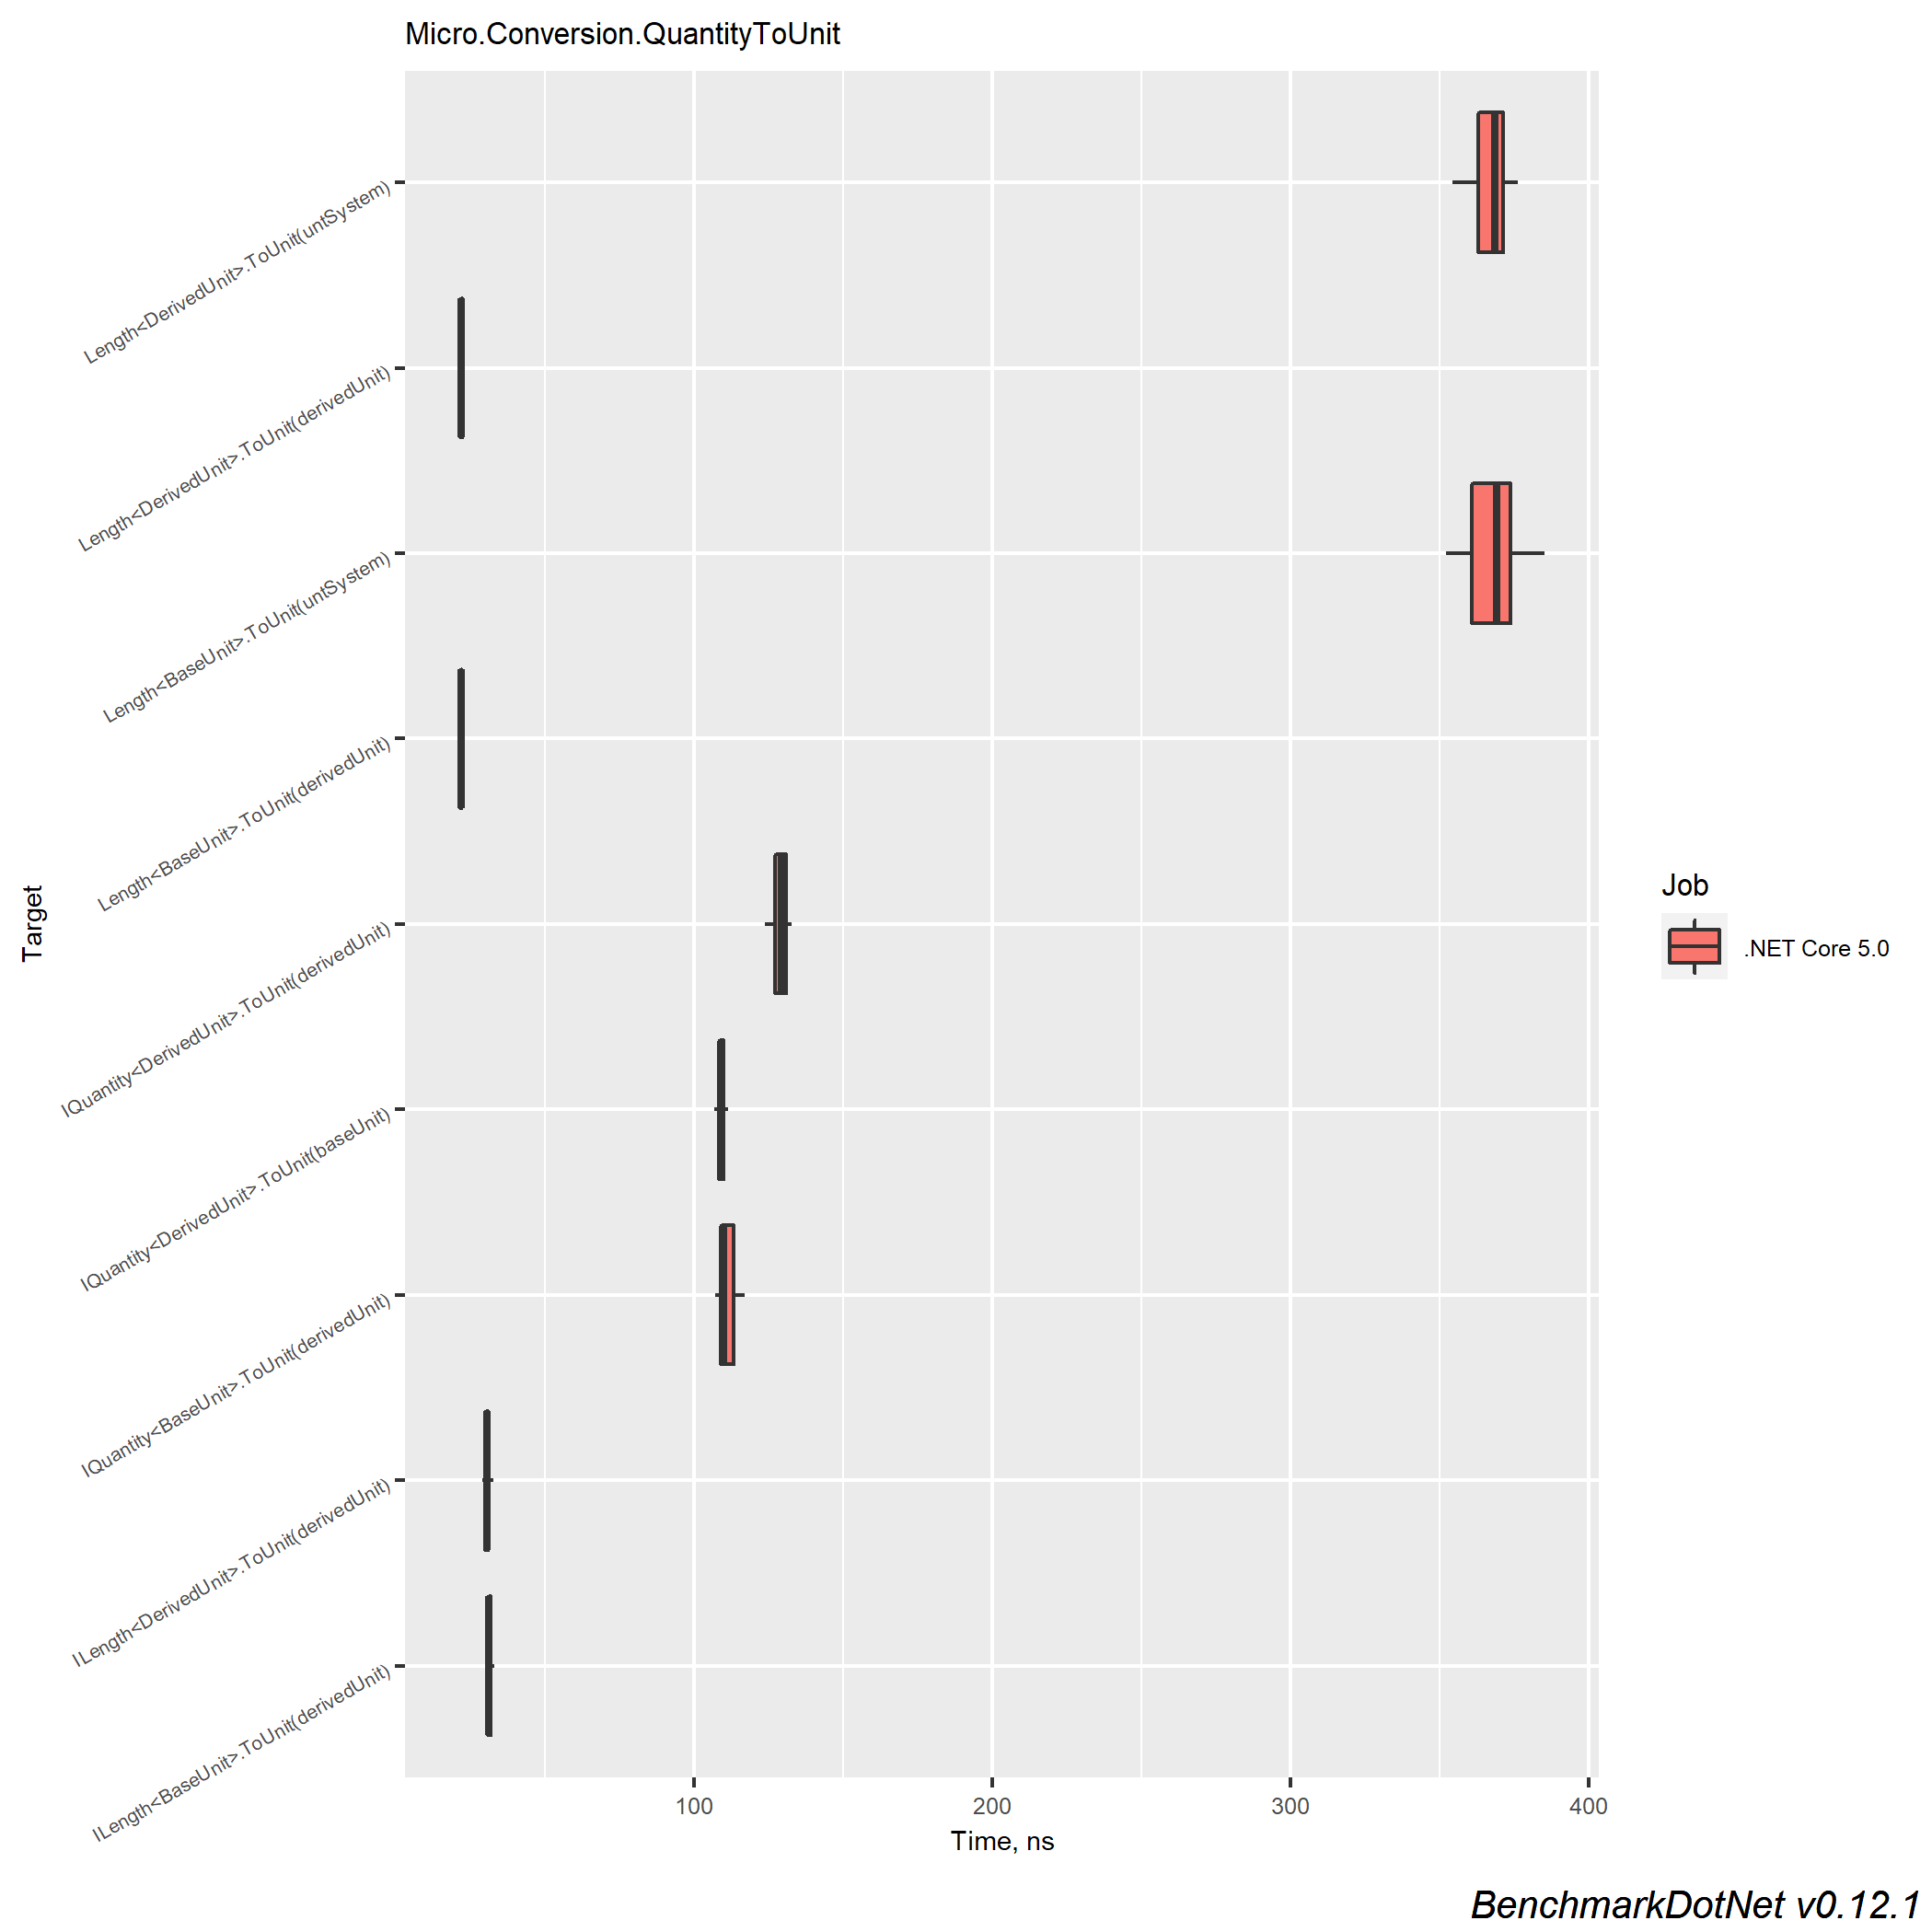 Micro.Conversion.QuantityToUnit
Length<DerivedUnit>.ToUnit(untSystem)
Length<DerivedUnit>.ToUnit(derivedUnit)
Length<BaseUnit>.ToUnit(untSystem)
Length<BaseUnit>.ToUnit(derivedUnit)
IQuantity<DerivedUnit>.ToUnit(derivedUnit)
IQuantity<DerivedUnit>.ToUnit(baseUnit)
IQuantity<BaseUnit>.ToUnit(derivedUnit)
ILength<DerivedUnit>.ToUnit(derivedUnit)
ILength<BaseUnit>.ToUnit(derivedUnit)
Target
100 200 300 400
Time, ns
Job
.NET Core 5.0
BenchmarkDotNet v0.12.1